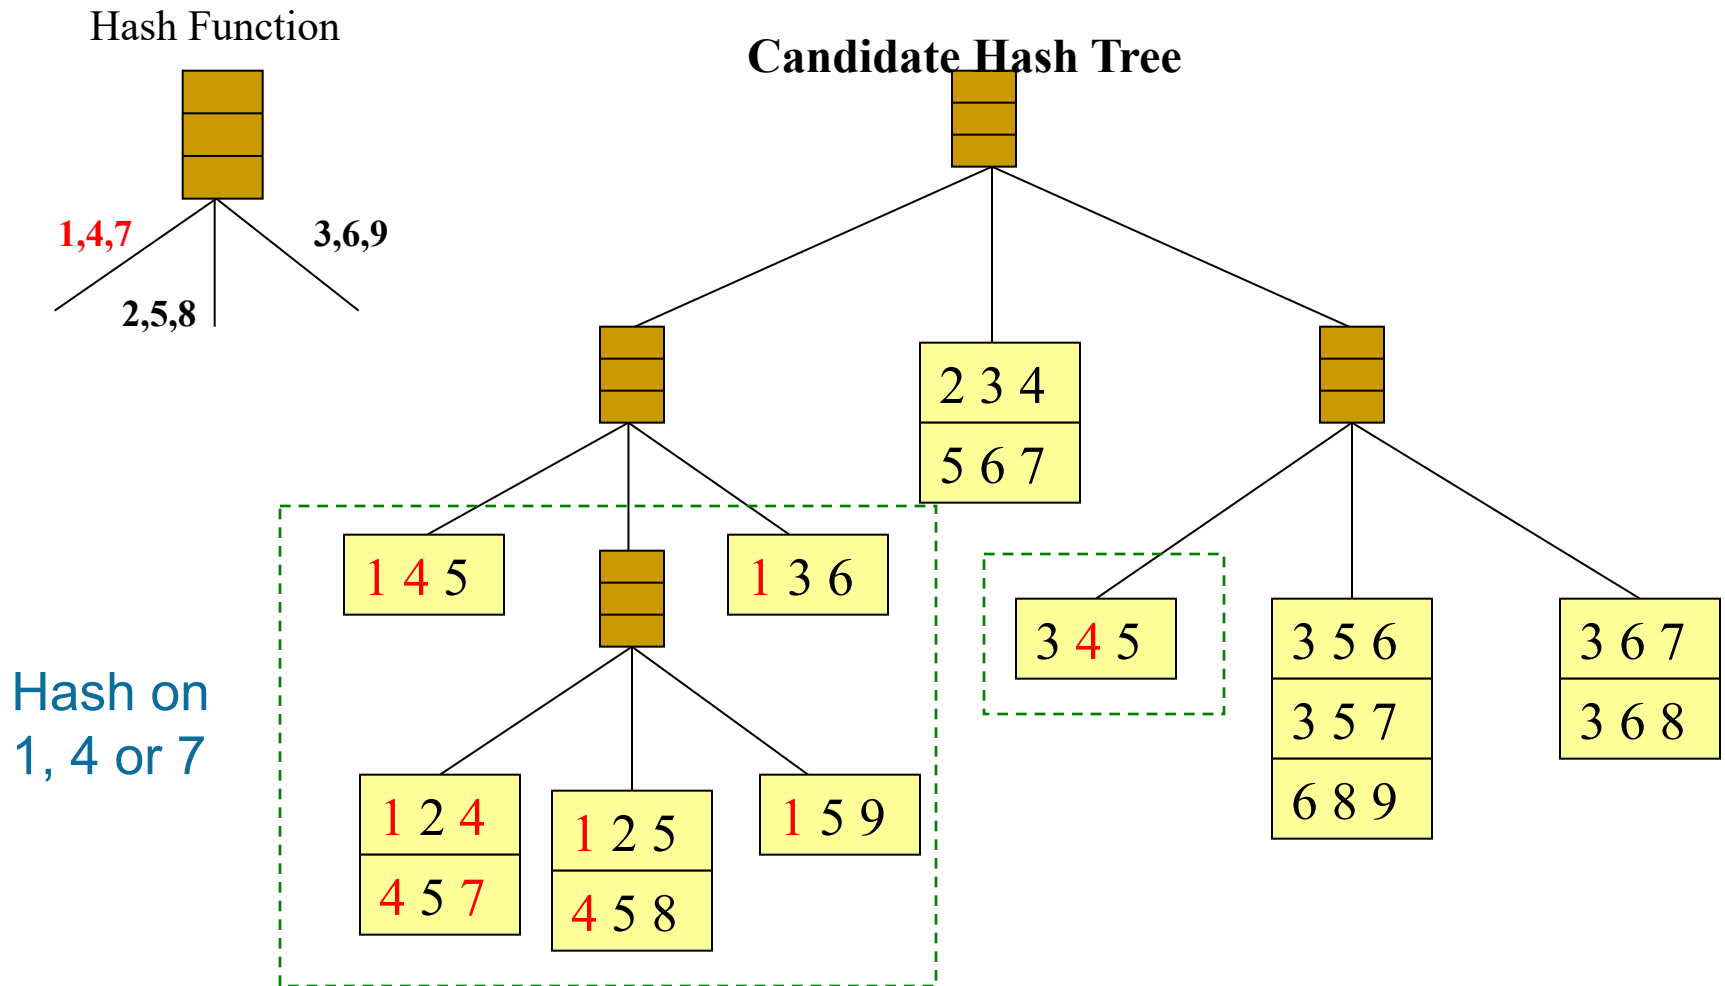 Hash Function
Candidate Hash Tree
1,4,7
3,6,9
2,5,8
2 3 4
5 6 7
1 4 5
1 3 6
3 4 5
3 5 6
3 6 7
3 5 7
3 6 8
6 8 9
Hash on
1, 4 or 7
1 2 4
1 2 5
1 5 9
4 5 7
4 5 8